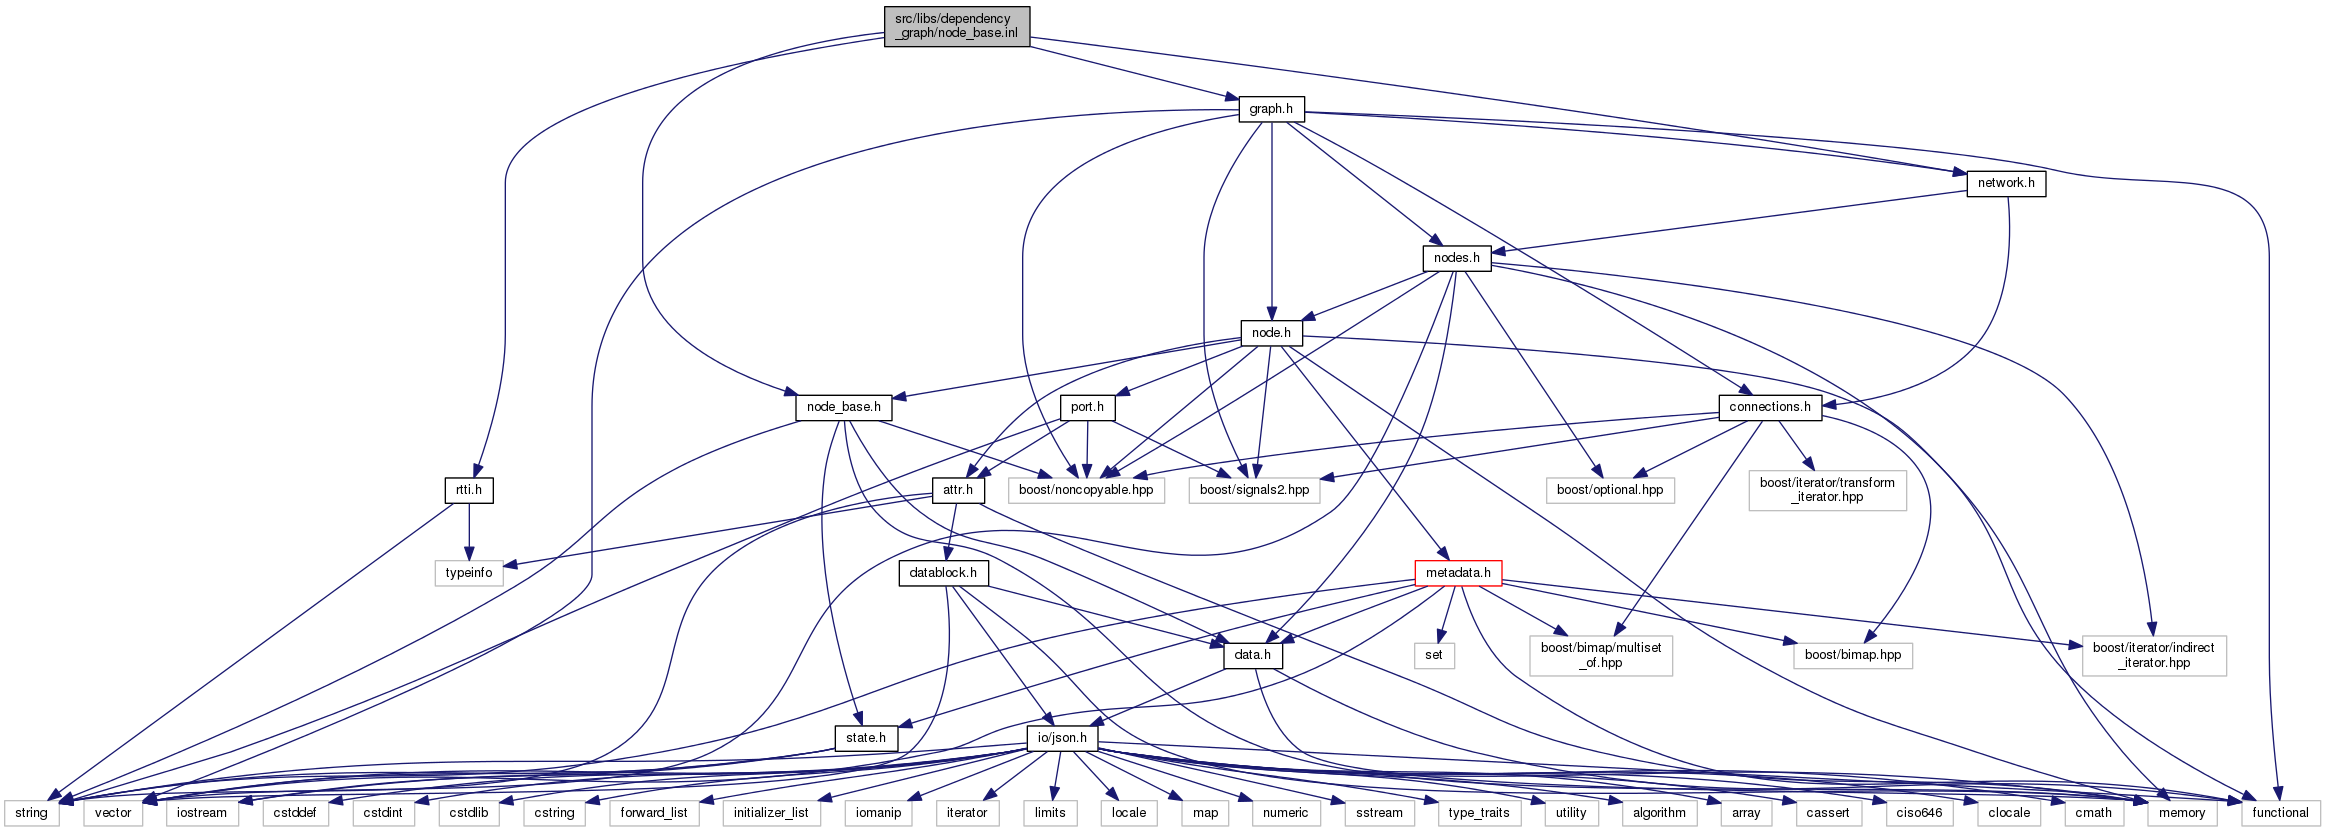 src/libs/dependency
_graph/node_base.inl
graph.h
network.h
nodes.h
node.h
node_base.h
port.h
connections.h
rtti.h
attr.h
boost/noncopyable.hpp
boost/signals2.hpp
boost/optional.hpp
boost/iterator/transform
_iterator.hpp
typeinfo
datablock.h
metadata.h
data.h
set
boost/bimap/multiset
_of.hpp
boost/bimap.hpp
boost/iterator/indirect
_iterator.hpp
state.h
io/json.h
string
vector
iostream
cstddef
cstdint
cstdlib
cstring
forward_list
initializer_list
iomanip
iterator
limits
locale
map
numeric
sstream
type_traits
utility
algorithm
array
cassert
ciso646
clocale
cmath
memory
functional